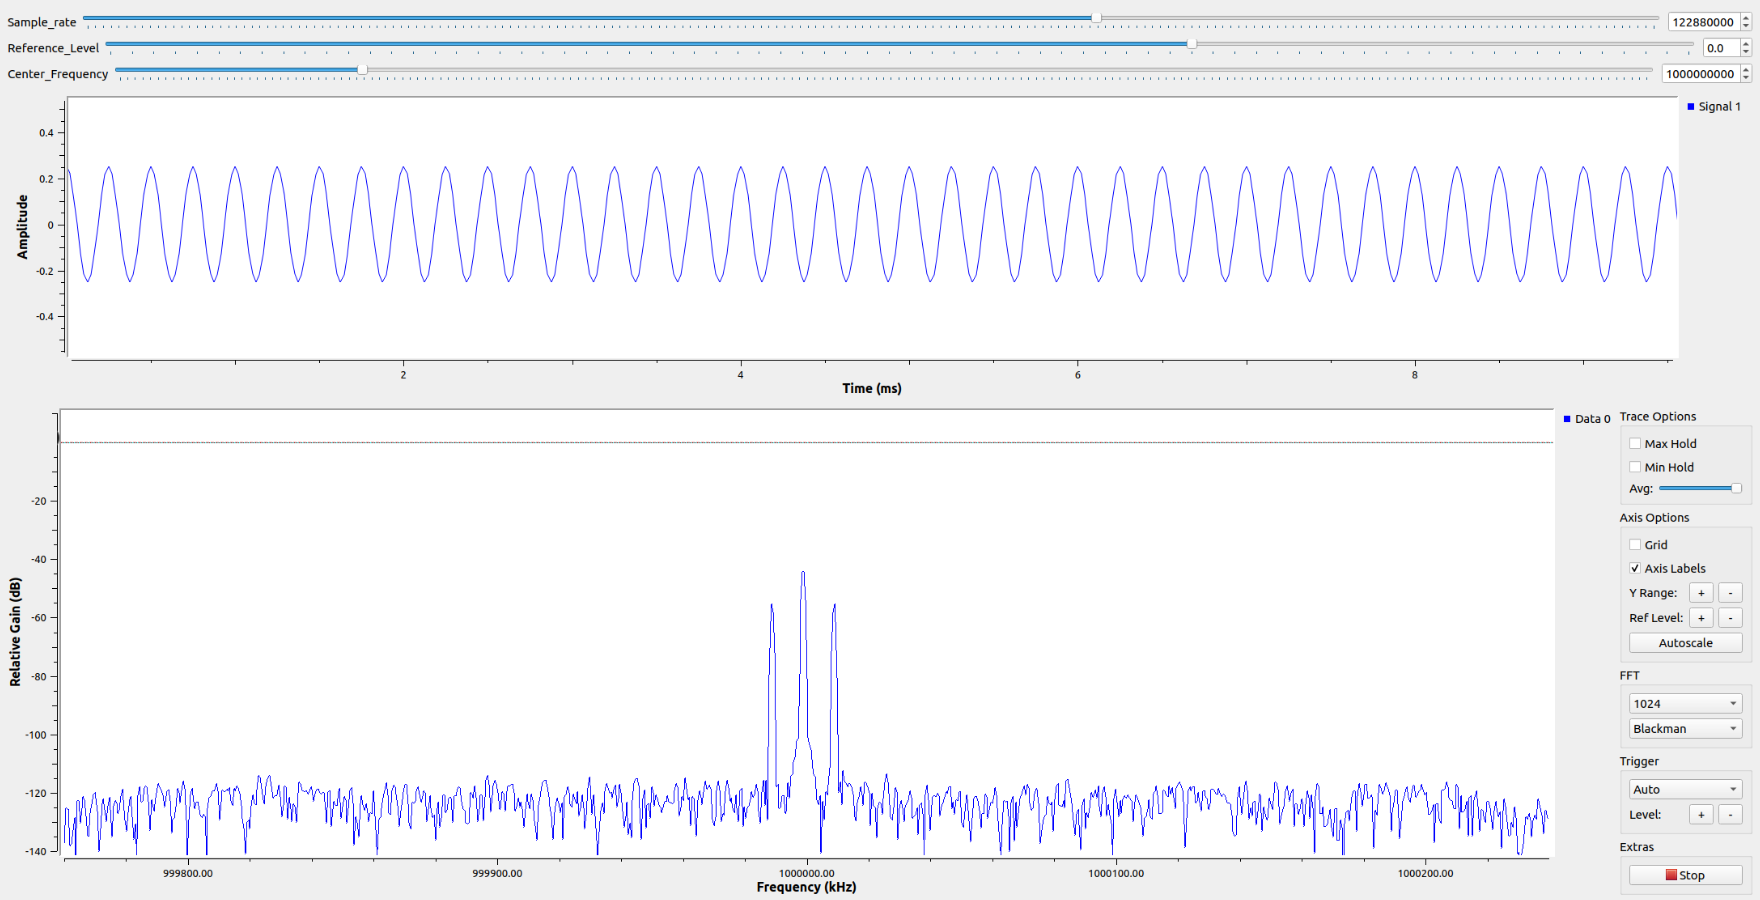 Sample_rate
122880000
Reference_Level
0.0
Center_Frequency
1000000000
Signal 1
Amplitude
0.4
0.2
0
-0.2
-0.4
2
4
6
8
Time (ms)
Data 0
Relative Gain (dB)
-20
-40
-60
-80
-100
-120
-140
999800.00
999900.00
1000000.00
1000100.00
1000200.00
Frequency (kHz)
Trace Options
Max Hold
Min Hold
Avg:
Axis Options
Grid
Axis Labels
Y Range: + -
Ref Level: + -
Autoscale
FFT
1024
Blackman
Trigger
Auto
Level: + -
Extras
Stop